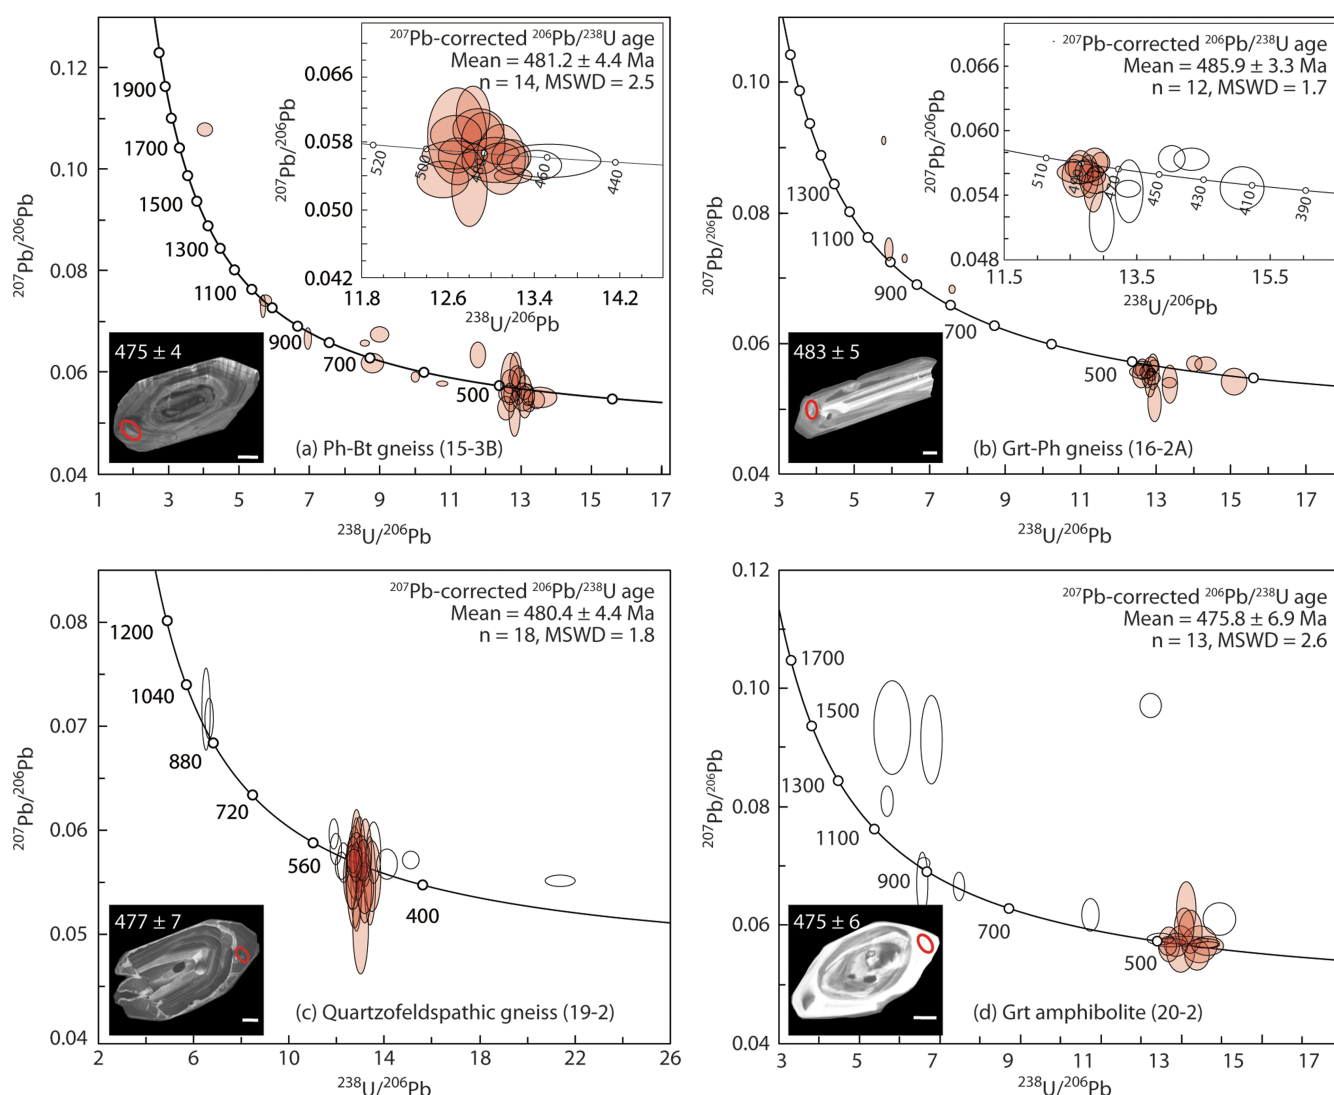 0.12
0.10
0.08
0.06
0.04
²⁰⁷Pb/²⁰⁶Pb
1900
1700
1500
1300
1100
900
700
500
²⁰⁷Pb-corrected ²⁰⁶Pb/²³⁸U age
Mean = 481.2 ± 4.4 Ma
n = 14, MSWD = 2.5
0.066
0.058
0.050
0.042
²⁰⁷Pb/²⁰⁶Pb
520
500
460
440
11.8 12.6 13.4 14.2
²³⁸U/²⁰⁶Pb
475 ± 4
(a) Ph-Bt gneiss (15-3B)
1 3 5 7 9 11 13 15 17
²³⁸U/²⁰⁶Pb
0.10
0.08
0.06
0.04
²⁰⁷Pb/²⁰⁶Pb
1300
1100
900
700
500
²⁰⁷Pb-corrected ²⁰⁶Pb/²³⁸U age
Mean = 485.9 ± 3.3 Ma
n = 12, MSWD = 1.7
0.066
0.060
0.054
0.048
²⁰⁷Pb/²⁰⁶Pb
510
450
430
410
390
11.5 13.5 15.5
²³⁸U/²⁰⁶Pb
483 ± 5
(b) Grt-Ph gneiss (16-2A)
3 5 7 9 11 13 15 17
²³⁸U/²⁰⁶Pb
0.08
0.07
0.06
0.05
0.04
²⁰⁷Pb/²⁰⁶Pb
1200
1040
880
720
560
400
²⁰⁷Pb-corrected ²⁰⁶Pb/²³⁸U age
Mean = 480.4 ± 4.4 Ma
n = 18, MSWD = 1.8
477 ± 7
(c) Quartzofeldspathic gneiss (19-2)
2 6 10 14 18 22 26
²³⁸U/²⁰⁶Pb
0.12
0.10
0.08
0.06
0.04
²⁰⁷Pb/²⁰⁶Pb
1700
1500
1300
1100
900
700
500
²⁰⁷Pb-corrected ²⁰⁶Pb/²³⁸U age
Mean = 475.8 ± 6.9 Ma
n = 13, MSWD = 2.6
475 ± 6
(d) Grt amphibolite (20-2)
3 5 7 9 11 13 15 17
²³⁸U/²⁰⁶Pb